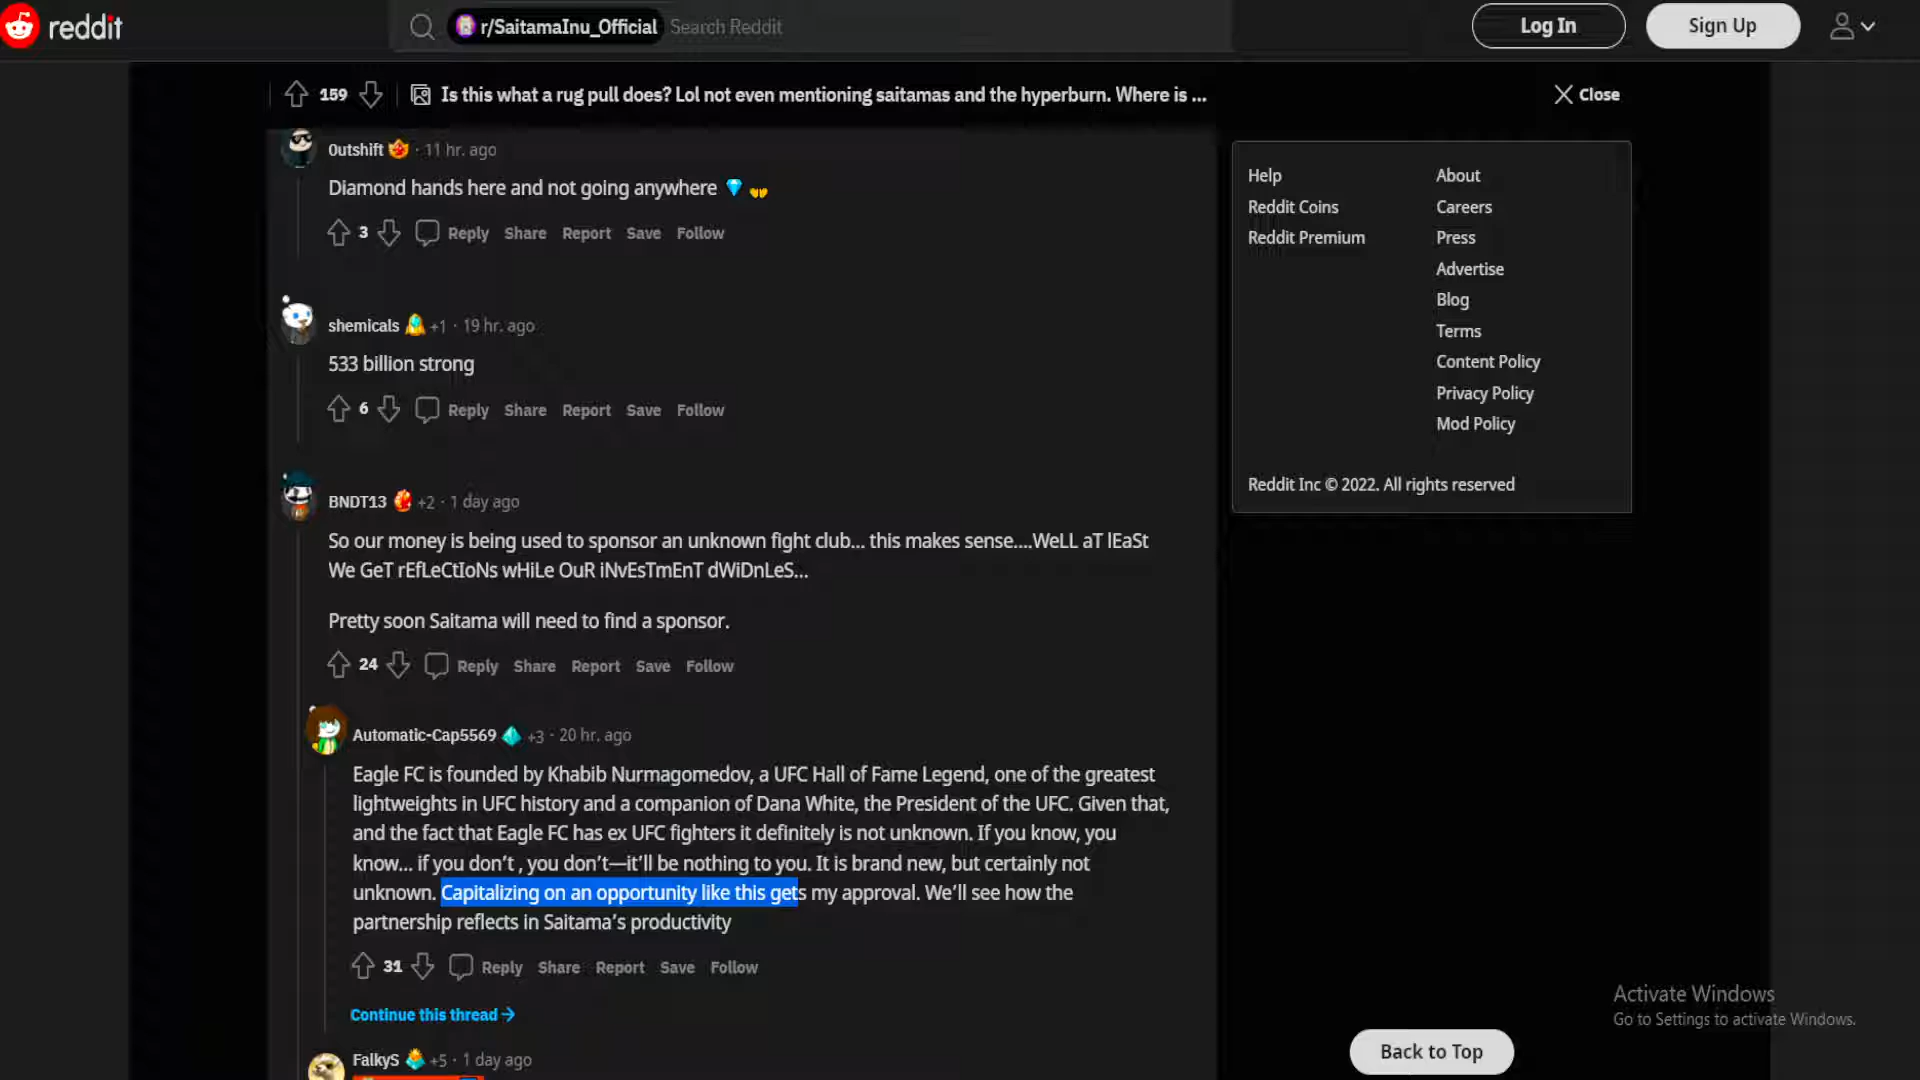 reddit
r/SaitamaInu_Official Search Reddit
Log In
Sign Up
159
Is this what a rug pull does? Lol not even mentioning saitamas and the hyperburn. Where is ...
Close
Outshift · 11 hr. ago
Diamond hands here and not going anywhere 💎 👐
3 Reply Share Report Save Follow
shemicals +1 · 19 hr. ago
533 billion strong
6 Reply Share Report Save Follow
BNDT13 +2 · 1 day ago
So our money is being used to sponsor an unknown fight club... this makes sense....WeLL aT lEaSt
We GeT rEfLeCtIoNs wHiLe OuR iNvEsTmEnT dWiDnLeS...
Pretty soon Saitama will need to find a sponsor.
24 Reply Share Report Save Follow
Automatic-Cap5569 +3 · 20 hr. ago
Eagle FC is founded by Khabib Nurmagomedov, a UFC Hall of Fame Legend, one of the greatest
lightweights in UFC history and a companion of Dana White, the President of the UFC. Given that,
and the fact that Eagle FC has ex UFC fighters it definitely is not unknown. If you know, you
know... if you don't , you don't—it'll be nothing to you. It is brand new, but certainly not
unknown. Capitalizing on an opportunity like this gets my approval. We'll see how the
partnership reflects in Saitama's productivity
31 Reply Share Report Save Follow
Continue this thread →
FalkyS +5 · 1 day ago
Help
Reddit Coins
Reddit Premium
About
Careers
Press
Advertise
Blog
Terms
Content Policy
Privacy Policy
Mod Policy
Reddit Inc © 2022. All rights reserved
Activate Windows
Go to Settings to activate Windows.
Back to Top